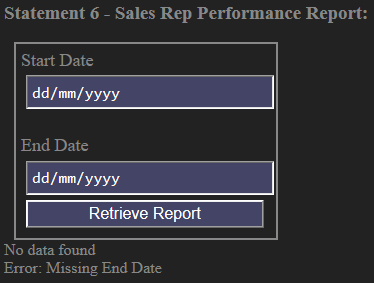 Statement 6 - Sales Rep Performance Report:
Start Date
dd/mm/yyyy
End Date
dd/mm/yyyy
Retrieve Report
No data found
Error: Missing End Date